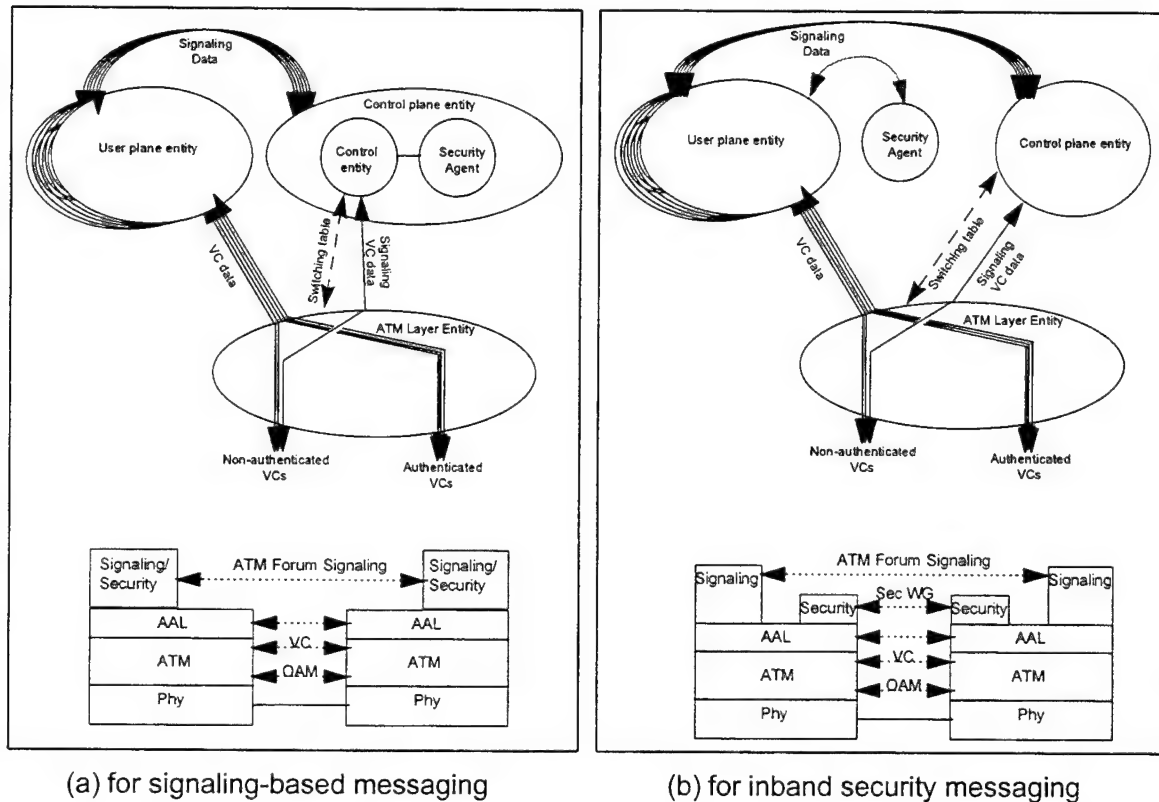 Signaling
Data
User plane entity
Control plane entity
Control
entity
Security
Agent
VC data
Switching table
Signaling
VC data
ATM Layer Entity
Non-authenticated
VCs
Authenticated
VCs
Signaling/
Security
ATM Forum Signaling
Signaling/
Security
AAL
AAL
VC
ATM
ATM
OAM
Phy
Phy
(a) for signaling-based messaging
Signaling
Data
User plane entity
Security
Agent
Control plane entity
VC data
Switching table
Signaling
VC data
ATM Layer Entity
Non-authenticated
VCs
Authenticated
VCs
ATM Forum Signaling
Signaling
Signaling
Sec WG
Security
Security
AAL
AAL
VC
ATM
ATM
OAM
Phy
Phy
(b) for inband security messaging